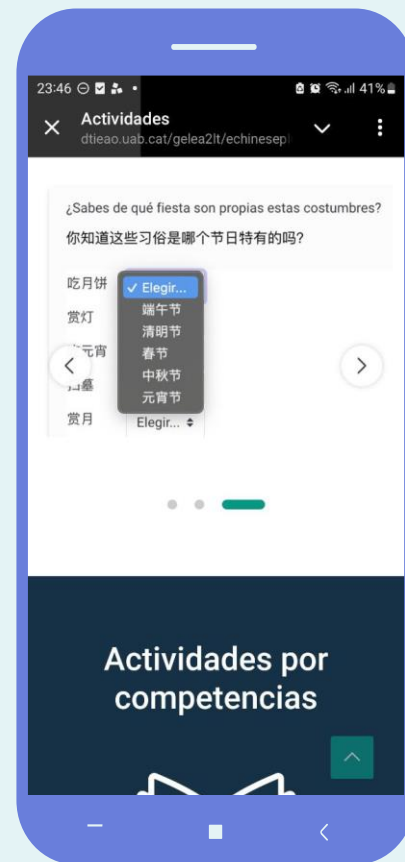 23:46
41%
Actividades
dtieao.uab.cat/gelea2lt/echinesepl
¿Sabes de qué fiesta son propias estas costumbres?
你知道这些习俗是哪个节日特有的吗?
吃月饼
✓ Elegir...
赏灯
端午节
清明节
元宵
春节
扫墓
中秋节
元宵节
赏月
Elegir...
Actividades por
competencias